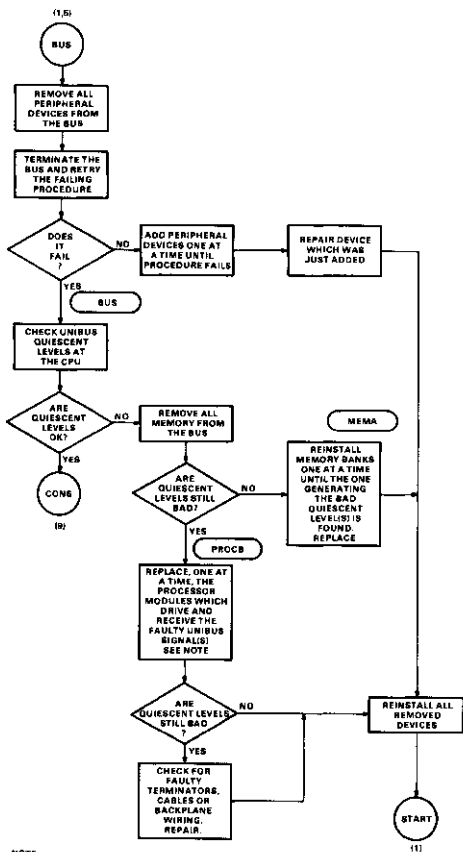 (1,5)
BUS
REMOVE ALL
PERIPHERAL
DEVICES FROM
THE BUS
TERMINATE THE
BUS AND RETRY
THE FAILING
PROCEDURE
DOES
IT
FAIL
?
NO
ADD PERIPHERAL
DEVICES ONE AT
A TIME UNTIL
PROCEDURE FAILS
REPAIR DEVICE
WHICH WAS
JUST ADDED
YES
BUS
CHECK UNIBUS
QUIESCENT
LEVELS AT
THE CPU
ARE
QUIESCENT
LEVELS
OK?
NO
REMOVE ALL
MEMORY FROM
THE BUS
MEMA
YES
CONS
ARE
QUIESCENT
LEVELS STILL
BAD?
NO
REINSTALL
MEMORY BANKS
ONE AT A TIME
UNTIL THE ONE
GENERATING
THE BAD
QUIESCENT
LEVEL(S) IS
FOUND.
REPLACE
YES
PROCB
REPLACE, ONE AT
A TIME, THE
PROCESSOR
MODULES WHICH
DRIVE AND
RECEIVE THE
FAULTY UNIBUS
SIGNAL(S)
SEE NOTE
ARE
QUIESCENT LEVELS
STILL BAD
?
NO
REINSTALL ALL
REMOVED
DEVICES
YES
CHECK FOR
FAULTY
TERMINATORS,
CABLES OR
BACKPLANE
WIRING.
REPAIR.
START
(1)